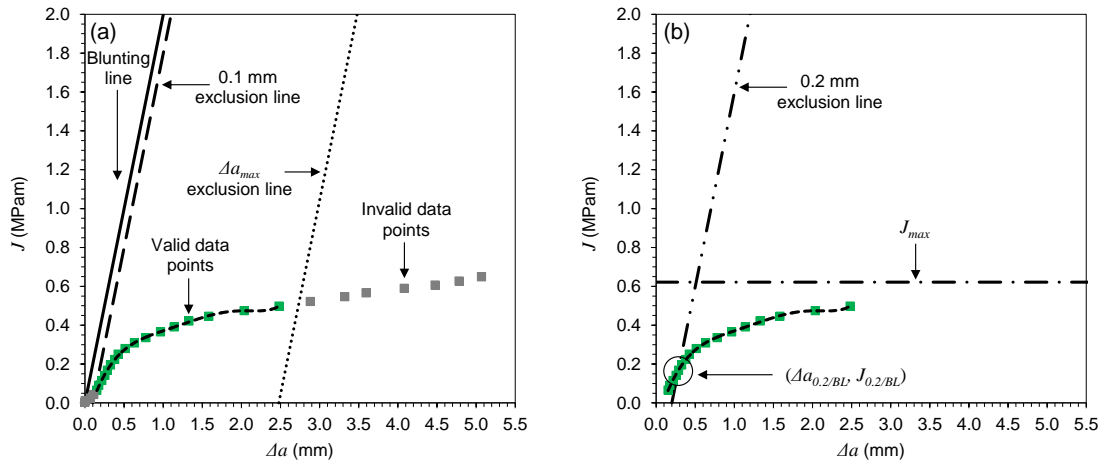 (a)
Blunting
line
0.1 mm
exclusion line
Δa_max
exclusion line
Valid data
points
Invalid data
points
2.0
1.8
1.6
1.4
1.2
1.0
0.8
0.6
0.4
0.2
0.0
J (MPam)
0.0 0.5 1.0 1.5 2.0 2.5 3.0 3.5 4.0 4.5 5.0 5.5
Δa (mm)
(b)
0.2 mm
exclusion line
J_max
(Δa_0.2/BL, J_0.2/BL)
2.0
1.8
1.6
1.4
1.2
1.0
0.8
0.6
0.4
0.2
0.0
J (MPam)
0.0 0.5 1.0 1.5 2.0 2.5 3.0 3.5 4.0 4.5 5.0 5.5
Δa (mm)